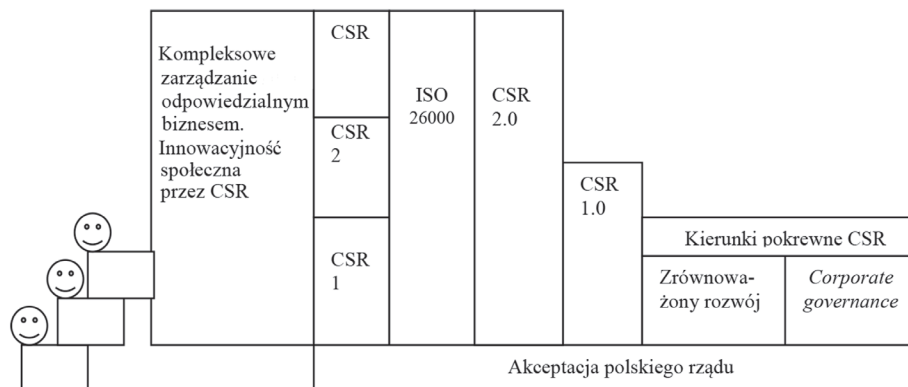 Kompleksowe
zarządzanie
odpowiedzialnym
biznesem.
Innowacyjność
społeczna
przez CSR
CSR
CSR
2
CSR
1
ISO
26000
CSR
2.0
CSR
1.0
Kierunki pokrewne CSR
Zrównowa-
żony rozwój
Corporate
governance
Akceptacja polskiego rządu